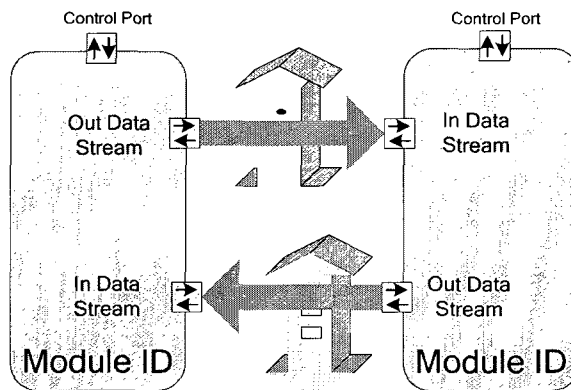 Control Port
Control Port
Out Data
Stream
In Data
Stream
In Data
Stream
Out Data
Stream
Module ID
Module ID